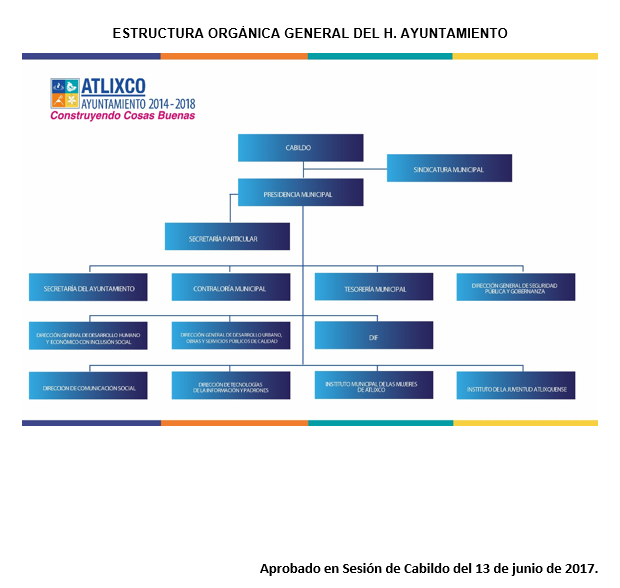 ESTRUCTURA ORGÁNICA GENERAL DEL H. AYUNTAMIENTO
ATLIXCO
AYUNTAMIENTO 2014-2018
Construyendo Cosas Buenas
CABILDO
SINDICATURA MUNICIPAL
PRESIDENCIA MUNICIPAL
SECRETARÍA PARTICULAR
SECRETARÍA DEL AYUNTAMIENTO
CONTRALORÍA MUNICIPAL
TESORERÍA MUNICIPAL
DIRECCIÓN GENERAL DE SEGURIDAD
PÚBLICA Y GOBERNANZA
DIRECCIÓN GENERAL DE DESARROLLO HUMANO
Y ECONÓMICO CON INCLUSIÓN SOCIAL
DIRECCIÓN GENERAL DE DESARROLLO URBANO,
OBRAS Y SERVICIOS PÚBLICOS DE CALIDAD
DIF
DIRECCIÓN DE COMUNICACIÓN SOCIAL
DIRECCIÓN DE TECNOLOGÍAS
DE LA INFORMACIÓN Y PADRONES
INSTITUTO MUNICIPAL DE LAS MUJERES
DE ATLIXCO
INSTITUTO DE LA JUVENTUD ATLIXQUENSE
Aprobado en Sesión de Cabildo del 13 de junio de 2017.